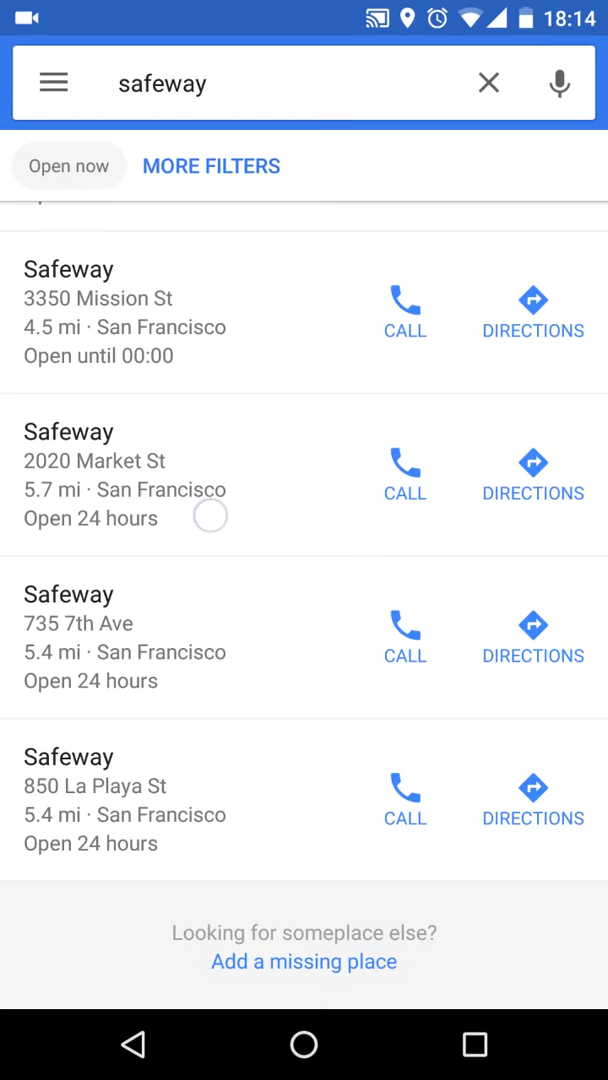 18:14
safeway
Open now
MORE FILTERS
Safeway
3350 Mission St
4.5 mi · San Francisco
Open until 00:00
CALL
DIRECTIONS
Safeway
2020 Market St
5.7 mi · San Francisco
Open 24 hours
CALL
DIRECTIONS
Safeway
735 7th Ave
5.4 mi · San Francisco
Open 24 hours
CALL
DIRECTIONS
Safeway
850 La Playa St
5.4 mi · San Francisco
Open 24 hours
CALL
DIRECTIONS
Looking for someplace else?
Add a missing place